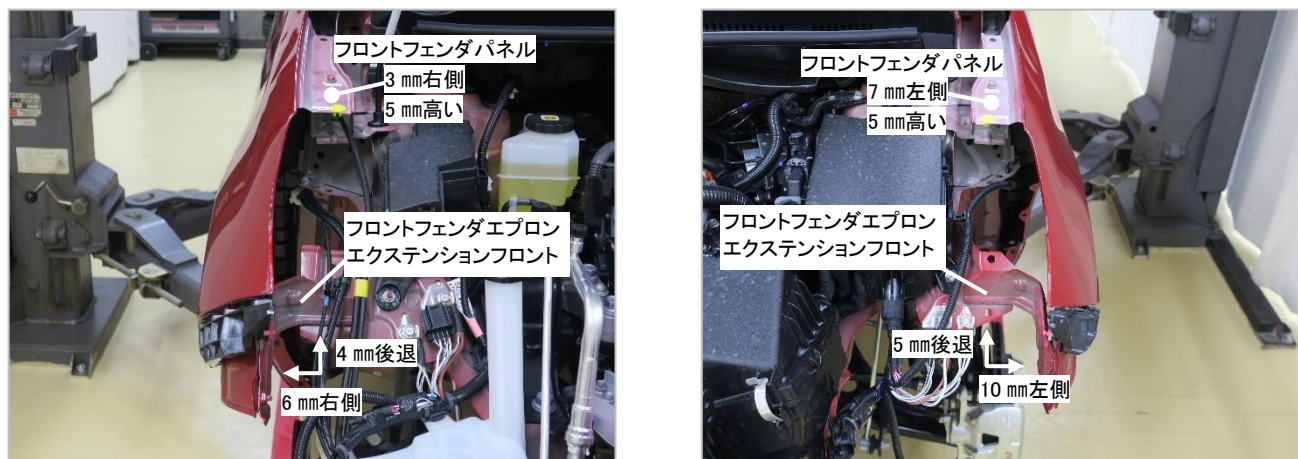 フロントフェンダパネル
3 mm右側
5 mm高い
フロントフェンダエプロン
エクステンションフロント
4 mm後退
6 mm右側
フロントフェンダパネル
7 mm左側
5 mm高い
フロントフェンダエプロン
エクステンションフロント
5 mm後退
10 mm左側